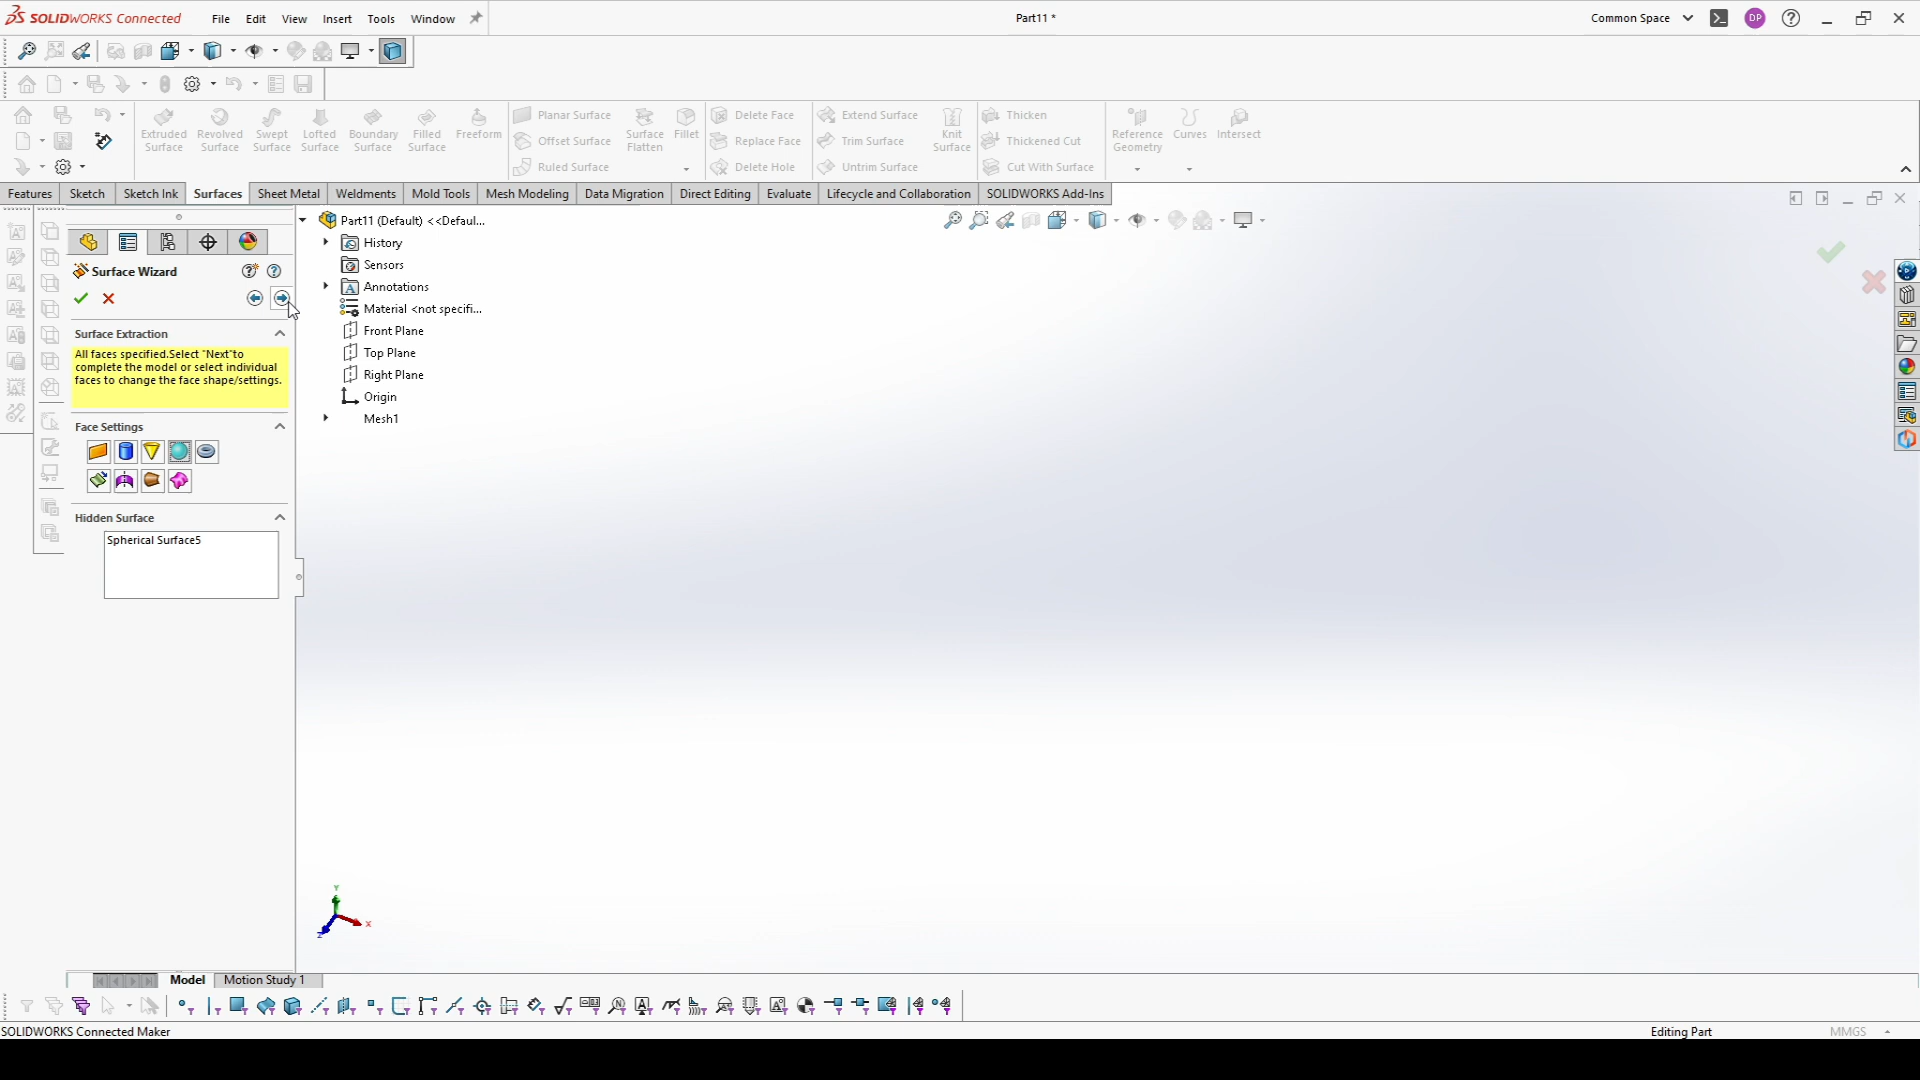 SOLIDWORKS Connected
File Edit View Insert Tools Window
Part11 *
Common Space
DP
Extruded Surface
Revolved Surface
Swept Surface
Lofted Surface
Boundary Surface
Filled Surface
Freeform
Planar Surface
Offset Surface
Ruled Surface
Surface Flatten
Fillet
Delete Face
Replace Face
Delete Hole
Extend Surface
Trim Surface
Untrim Surface
Knit Surface
Thicken
Thickened Cut
Cut With Surface
Reference Geometry
Curves
Intersect
Features Sketch Sketch Ink Surfaces Sheet Metal Weldments Mold Tools Mesh Modeling Data Migration Direct Editing Evaluate Lifecycle and Collaboration SOLIDWORKS Add-Ins
Surface Wizard
Surface Extraction
All faces specified.Select "Next"to
complete the model or select individual
faces to change the face shape/settings.
Face Settings
Hidden Surface
Spherical Surface5
Part11 (Default) <<Defaul...
History
Sensors
Annotations
Material <not specifi...
Front Plane
Top Plane
Right Plane
Origin
Mesh1
Y
X
Z
Model Motion Study 1
SOLIDWORKS Connected Maker
Editing Part
MMGS